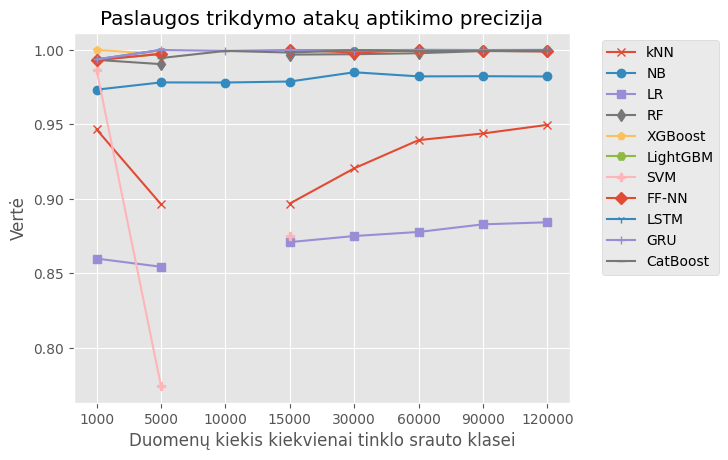 Paslaugos trikdymo atakų aptikimo precizija
1.00
0.95
0.90
0.85
0.80
Vertė
1000 5000 10000 15000 30000 60000 90000 120000
Duomenų kiekis kiekvienai tinklo srauto klasei
kNN
NB
LR
RF
XGBoost
LightGBM
SVM
FF-NN
LSTM
GRU
CatBoost